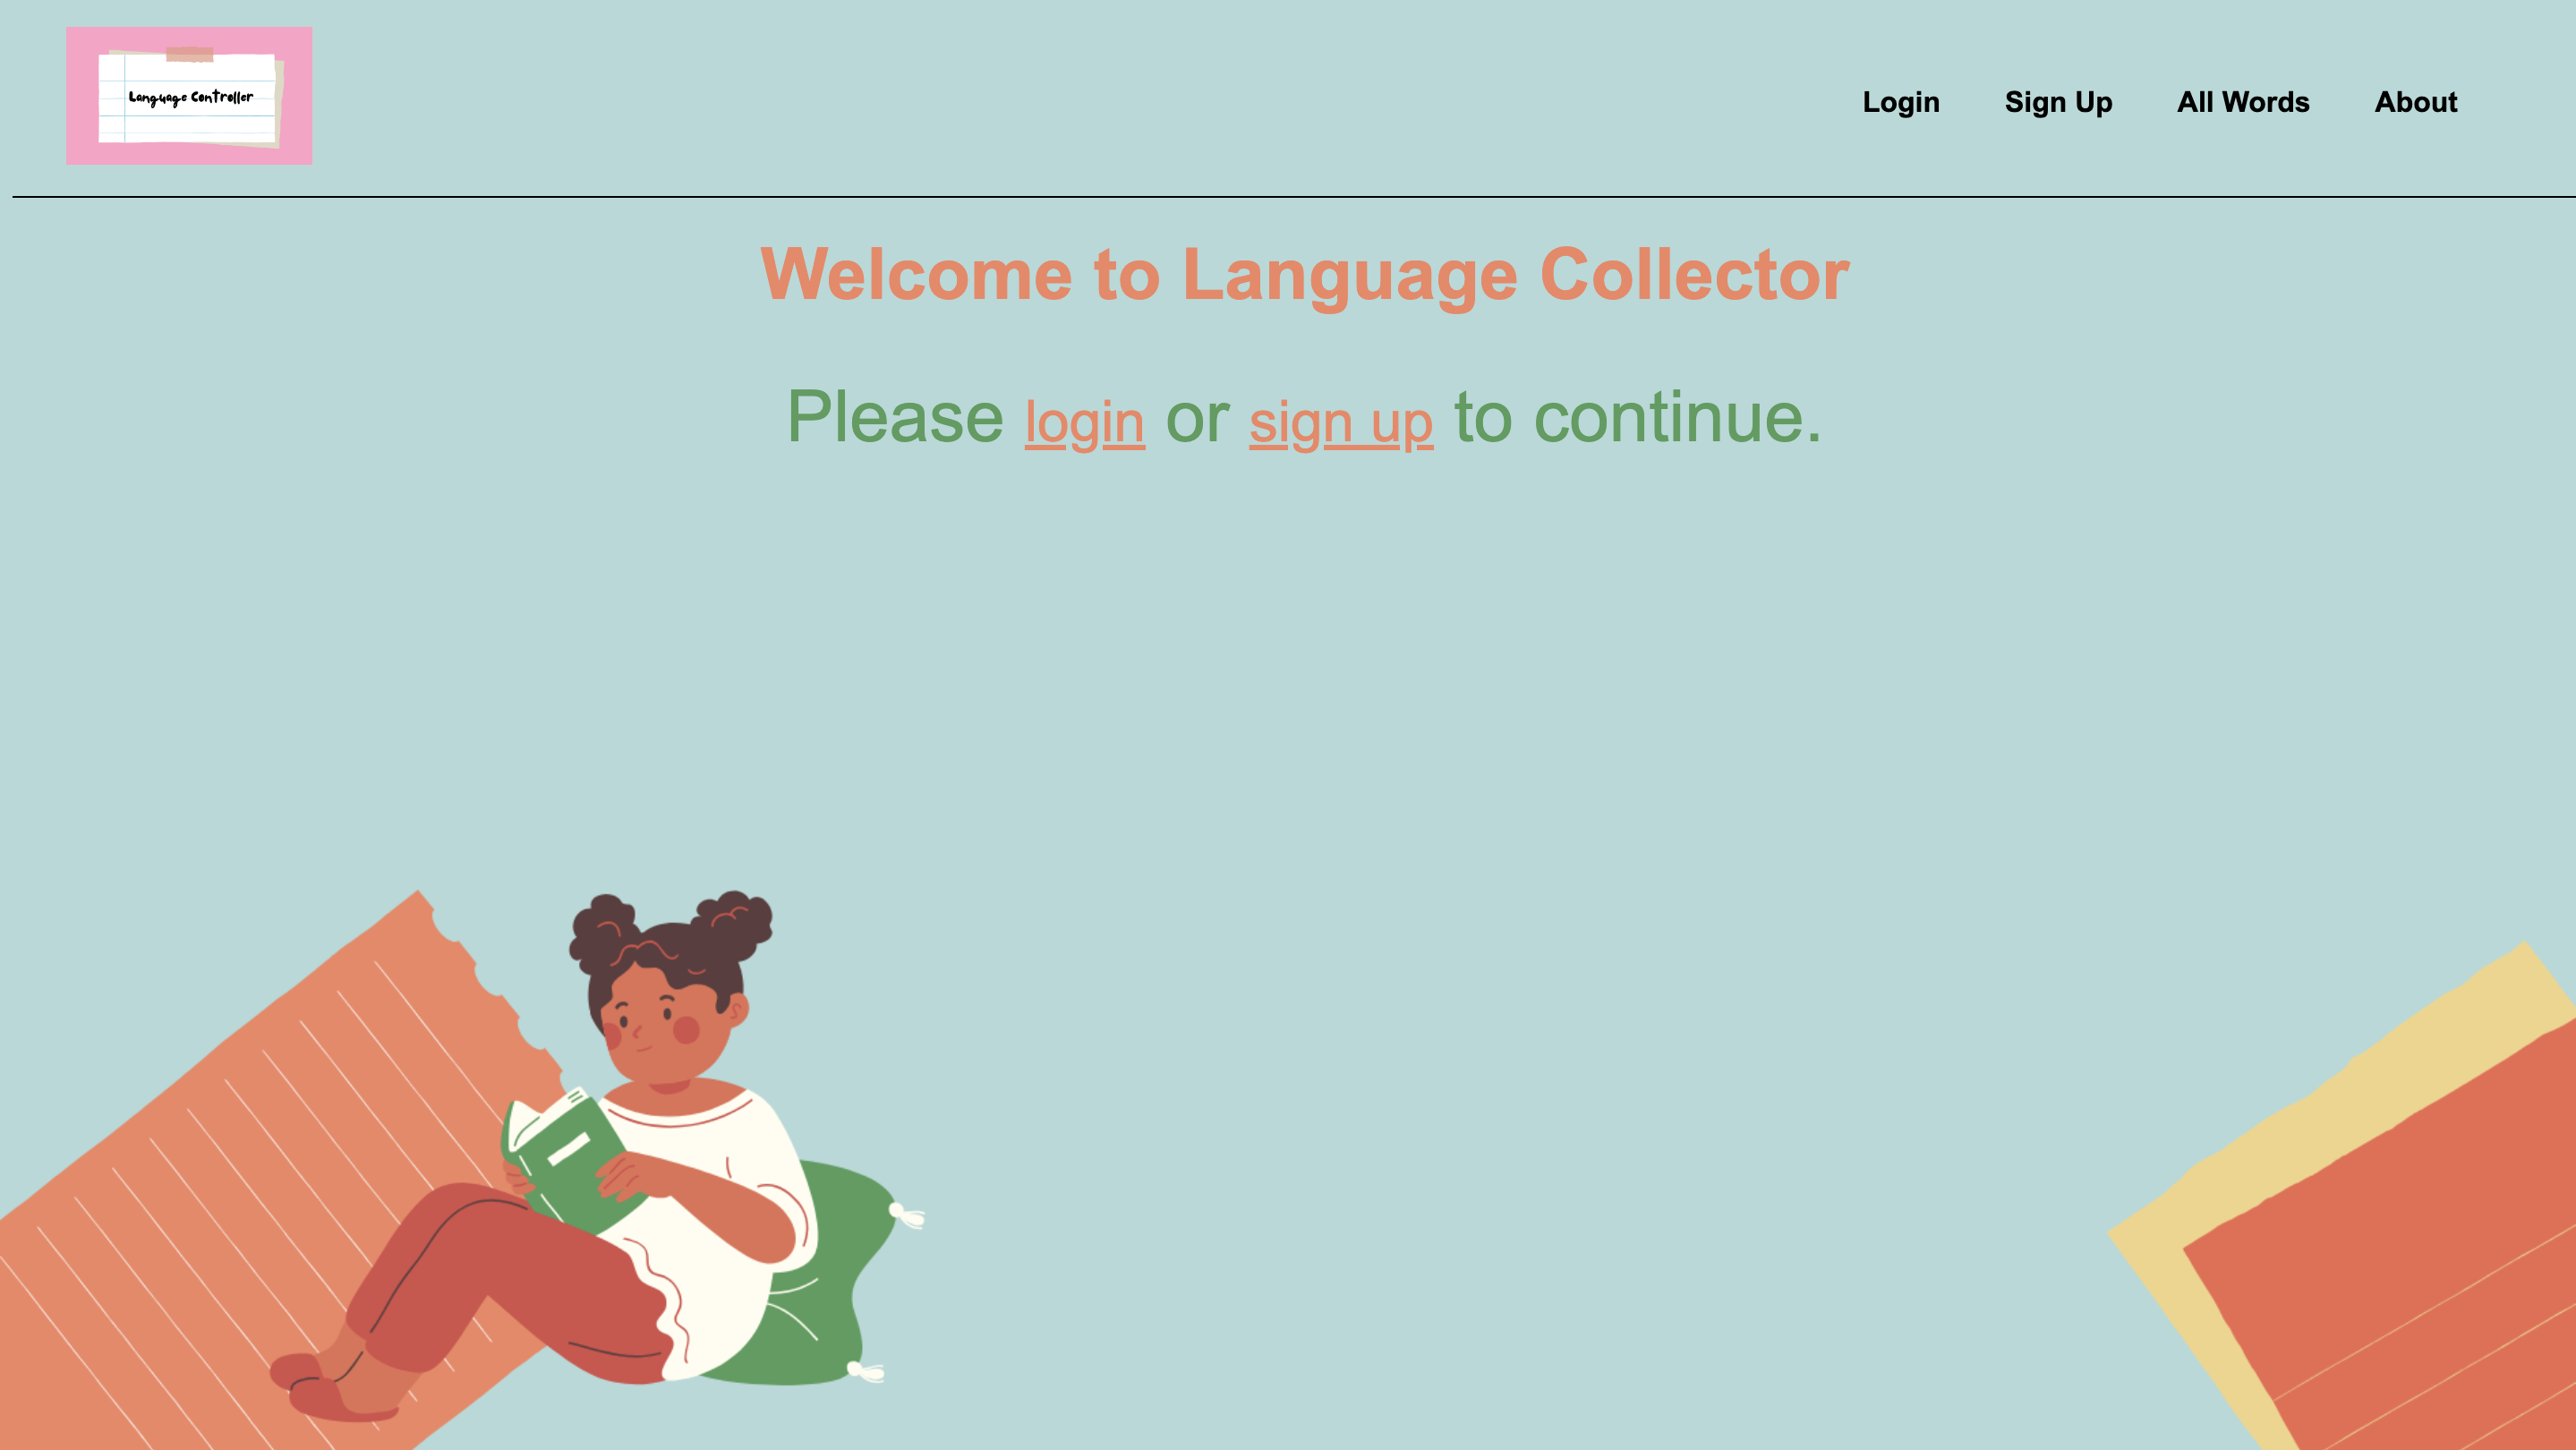 Language Controller
Login Sign Up All Words About
Welcome to Language Collector
Please login or sign up to continue.